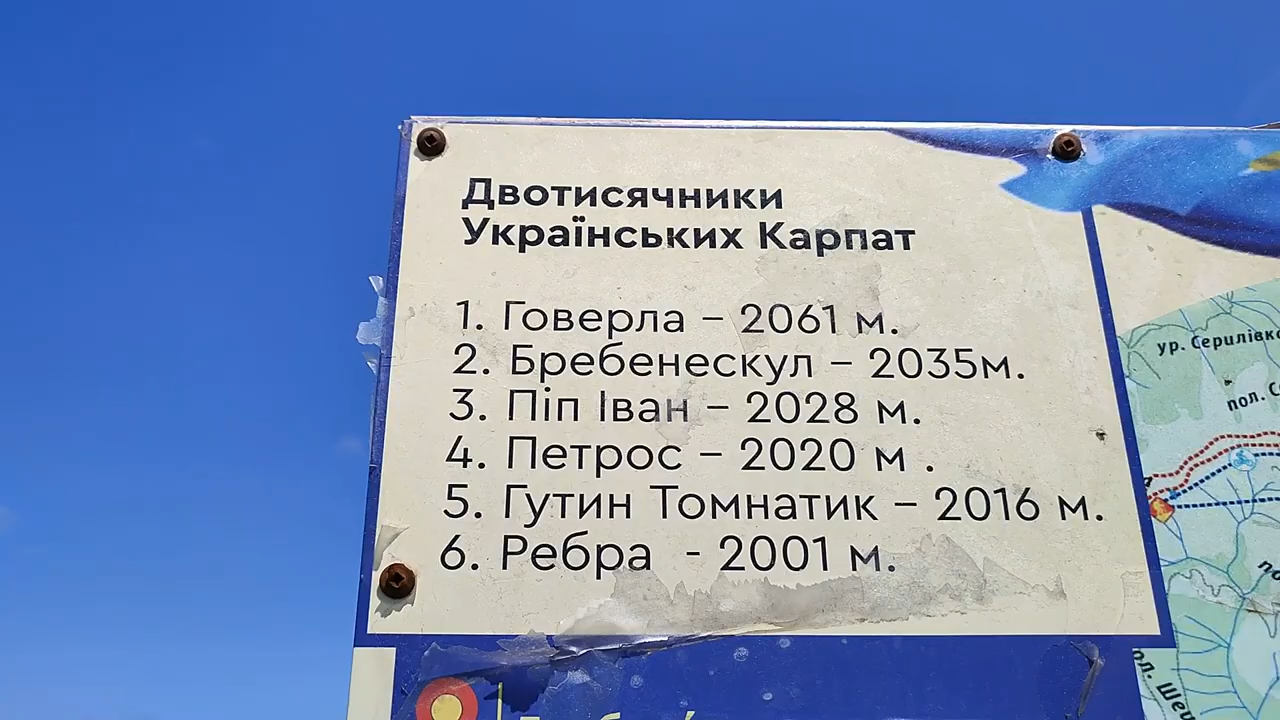 Двотисячники
Українських Карпат
1. Говерла – 2061 м.
2. Бребенескул – 2035м.
3. Піп Іван – 2028 м.
4. Петрос – 2020 м .
5. Гутин Томнатик – 2016 м.
6. Ребра - 2001 м.
ур. Серилівка
пол.